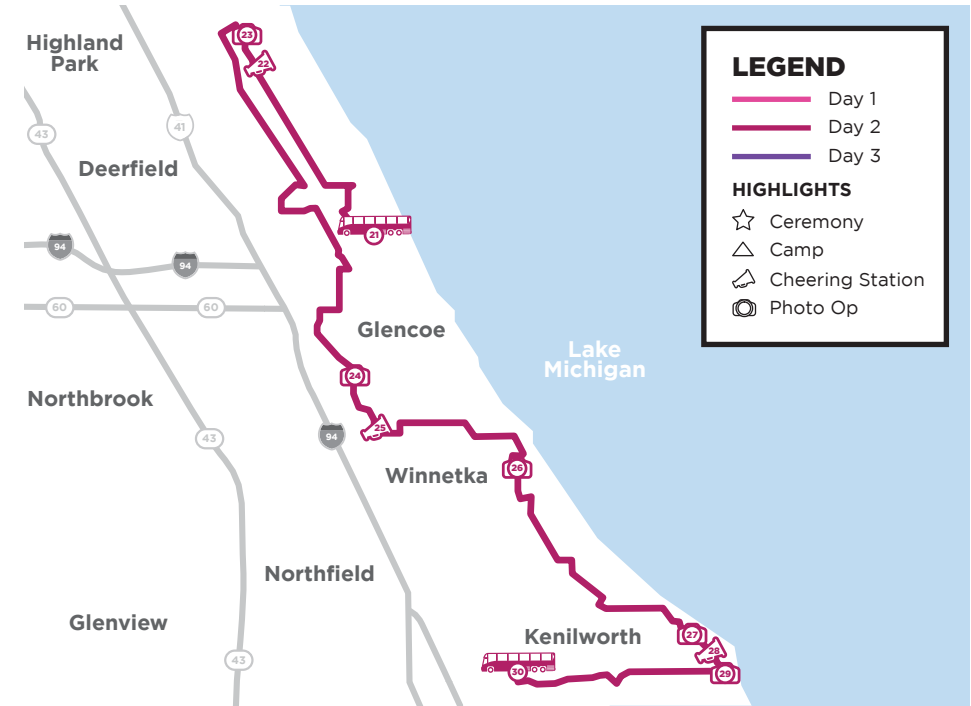 Highland
Park
23
22
41
43
Deerfield
21
94
94
60
60
Glencoe
Lake
Michigan
24
Northbrook
25
43
94
Winnetka
26
Northfield
Glenview
Kenilworth
27
28
43
30
29
LEGEND
Day 1
Day 2
Day 3
HIGHLIGHTS
Ceremony
Camp
Cheering Station
Photo Op